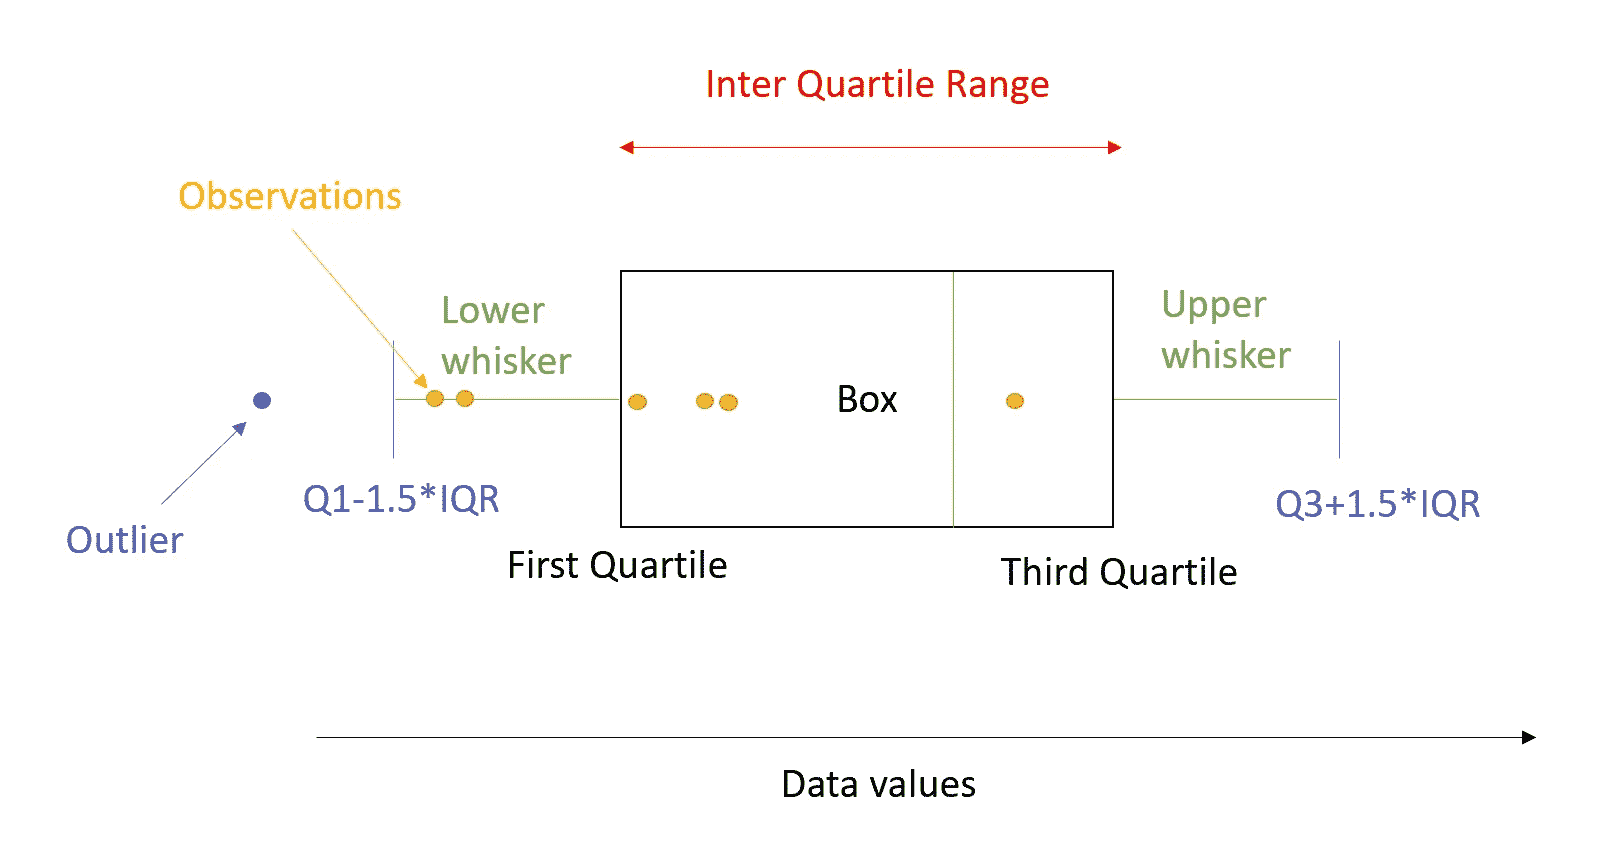 Inter Quartile Range
Observations
Lower
whisker
Upper
whisker
Box
Q1-1.5*IQR
Q3+1.5*IQR
Outlier
First Quartile
Third Quartile
Data values